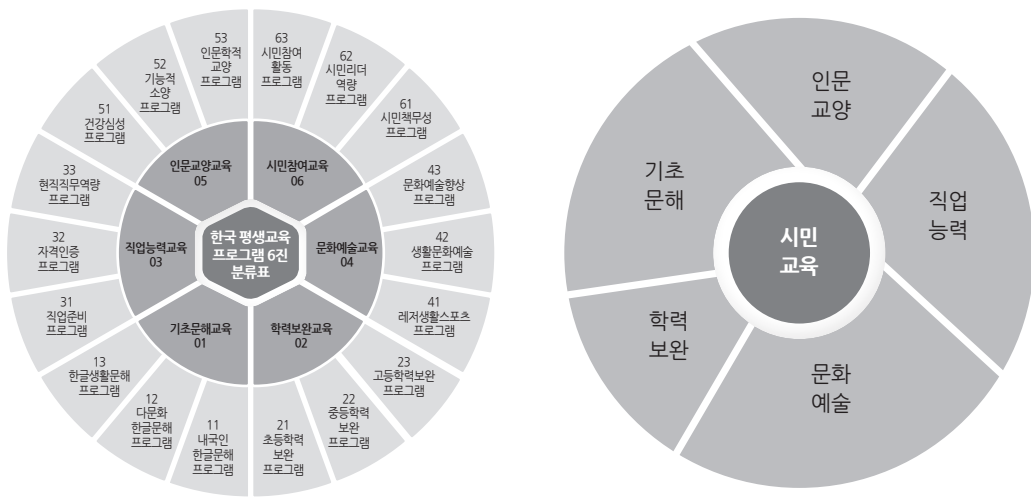 53
인문학적
교양
프로그램
63
시민참여
활동
프로그램
62
시민리더
역량
프로그램
61
시민책무성
프로그램
43
문화예술향상
프로그램
42
생활문화예술
프로그램
41
레저생활스포츠
프로그램
23
고등학력보완
프로그램
22
중등학력
보완
프로그램
21
초등학력
보완
프로그램
11
내국인
한글문해
프로그램
12
다문화
한글문해
프로그램
13
한글생활문해
프로그램
31
직업준비
프로그램
32
자격인증
프로그램
33
현직직무역량
프로그램
51
건강심성
프로그램
52
기능적
소양
프로그램
인문교양교육
05
시민참여교육
06
직업능력교육
03
한국 평생교육
프로그램 6진
분류표
문화예술교육
04
기초문해교육
01
학력보완교육
02
인문
교양
기초
문해
직업
능력
시민
교육
학력
보완
문화
예술